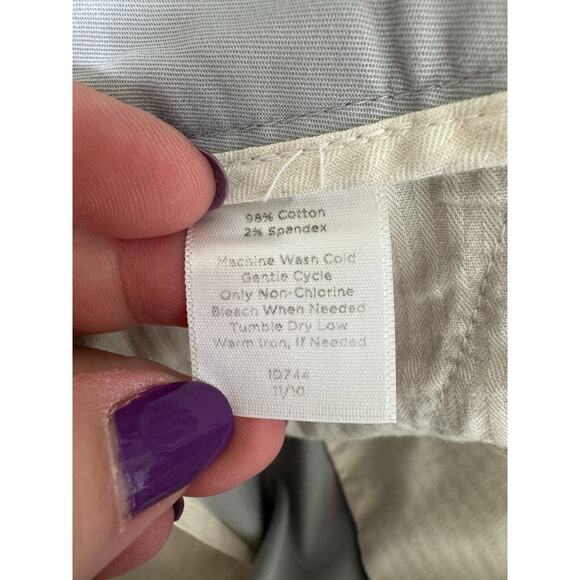 98% Cotton
2% Spandex
Machine Wash Cold
Gentle Cycle
Only Non-Chlorine
Bleach When Needed
Tumble Dry Low
Warm Iron, If Needed
ID744
11/10